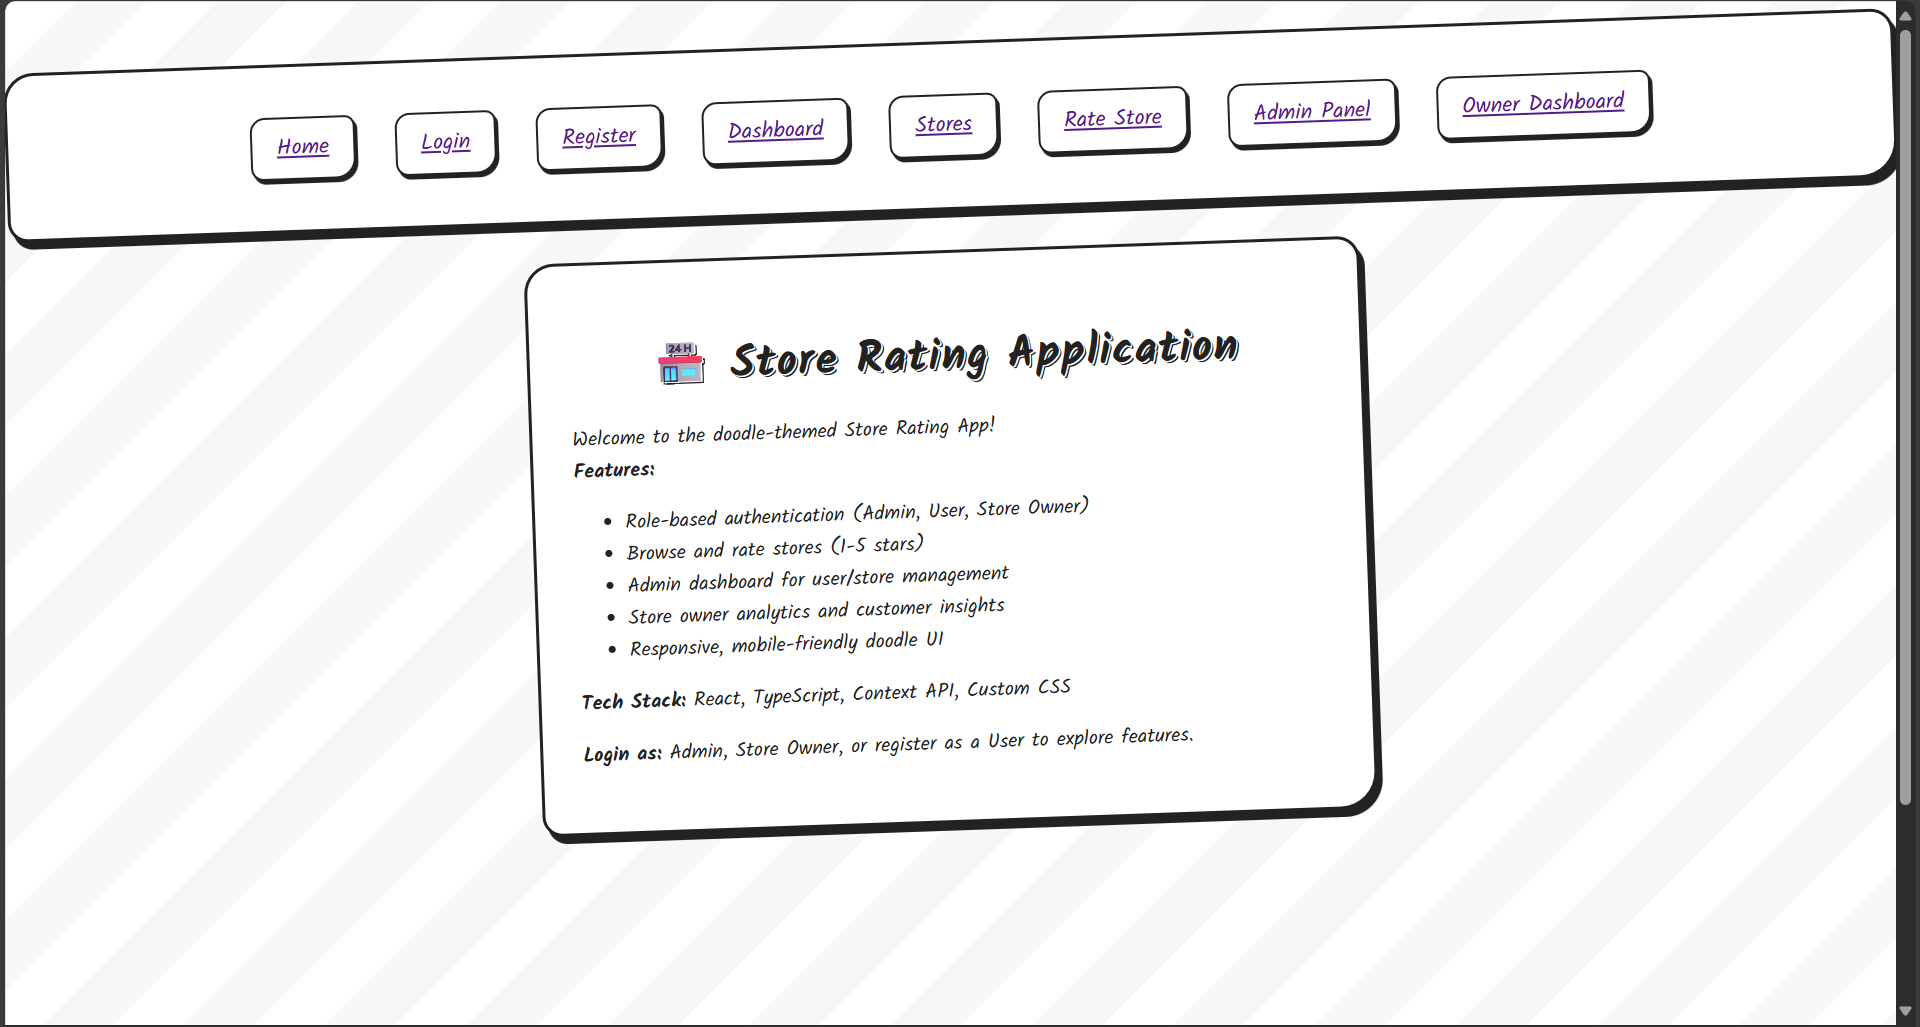 Home Login Register Dashboard Stores Rate Store Admin Panel Owner Dashboard
24 H
Store Rating Application
Welcome to the doodle-themed Store Rating App!
Features:
Role-based authentication (Admin, User, Store Owner)
Browse and rate stores (1-5 stars)
Admin dashboard for user/store management
Store owner analytics and customer insights
Responsive, mobile-friendly doodle UI
Tech Stack: React, TypeScript, Context API, Custom CSS
Login as: Admin, Store Owner, or register as a User to explore features.